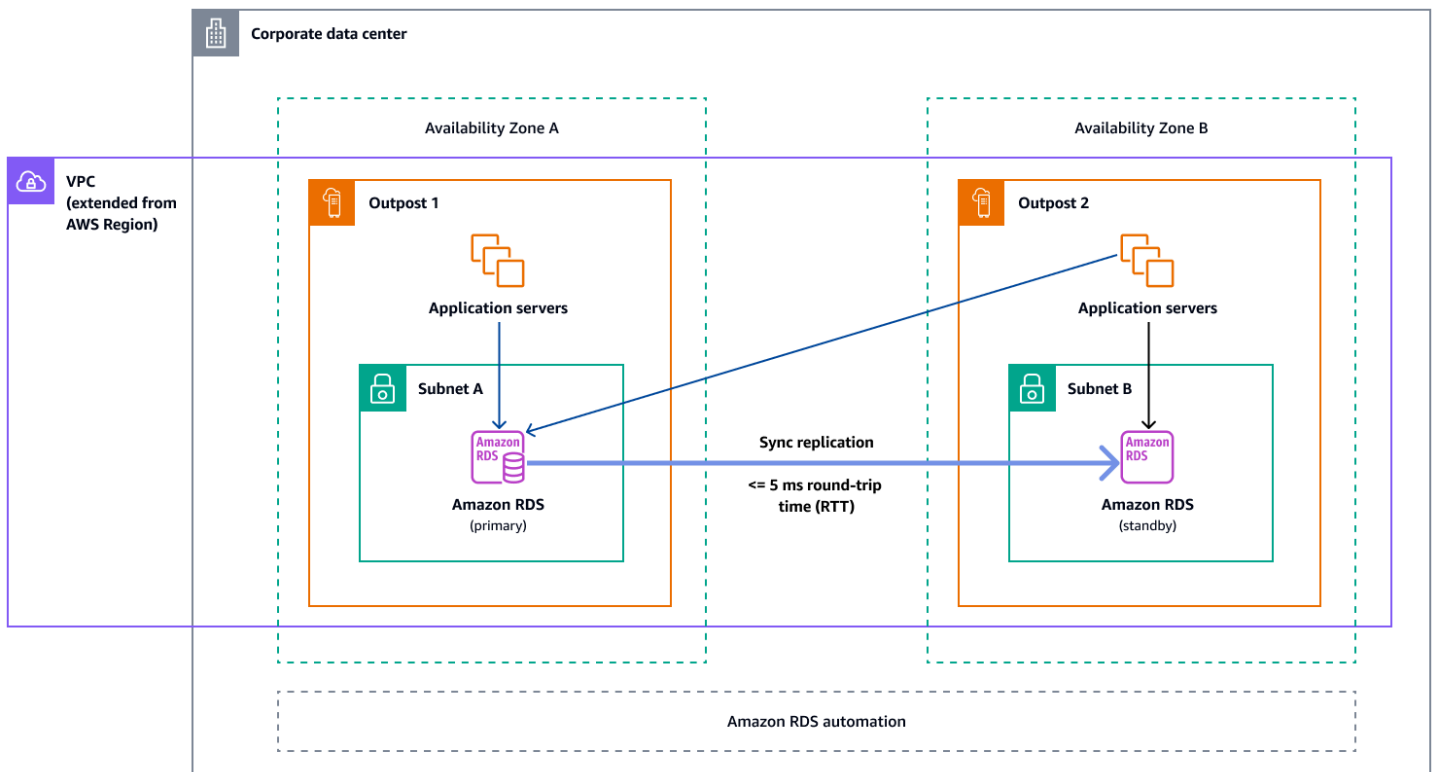 Corporate data center
Availability Zone A
Availability Zone B
VPC
(extended from
AWS Region)
Outpost 1
Outpost 2
Application servers
Application servers
Subnet A
Subnet B
Amazon
RDS
Sync replication
Amazon
RDS
<= 5 ms round-trip
time (RTT)
Amazon RDS
(primary)
Amazon RDS
(standby)
Amazon RDS automation